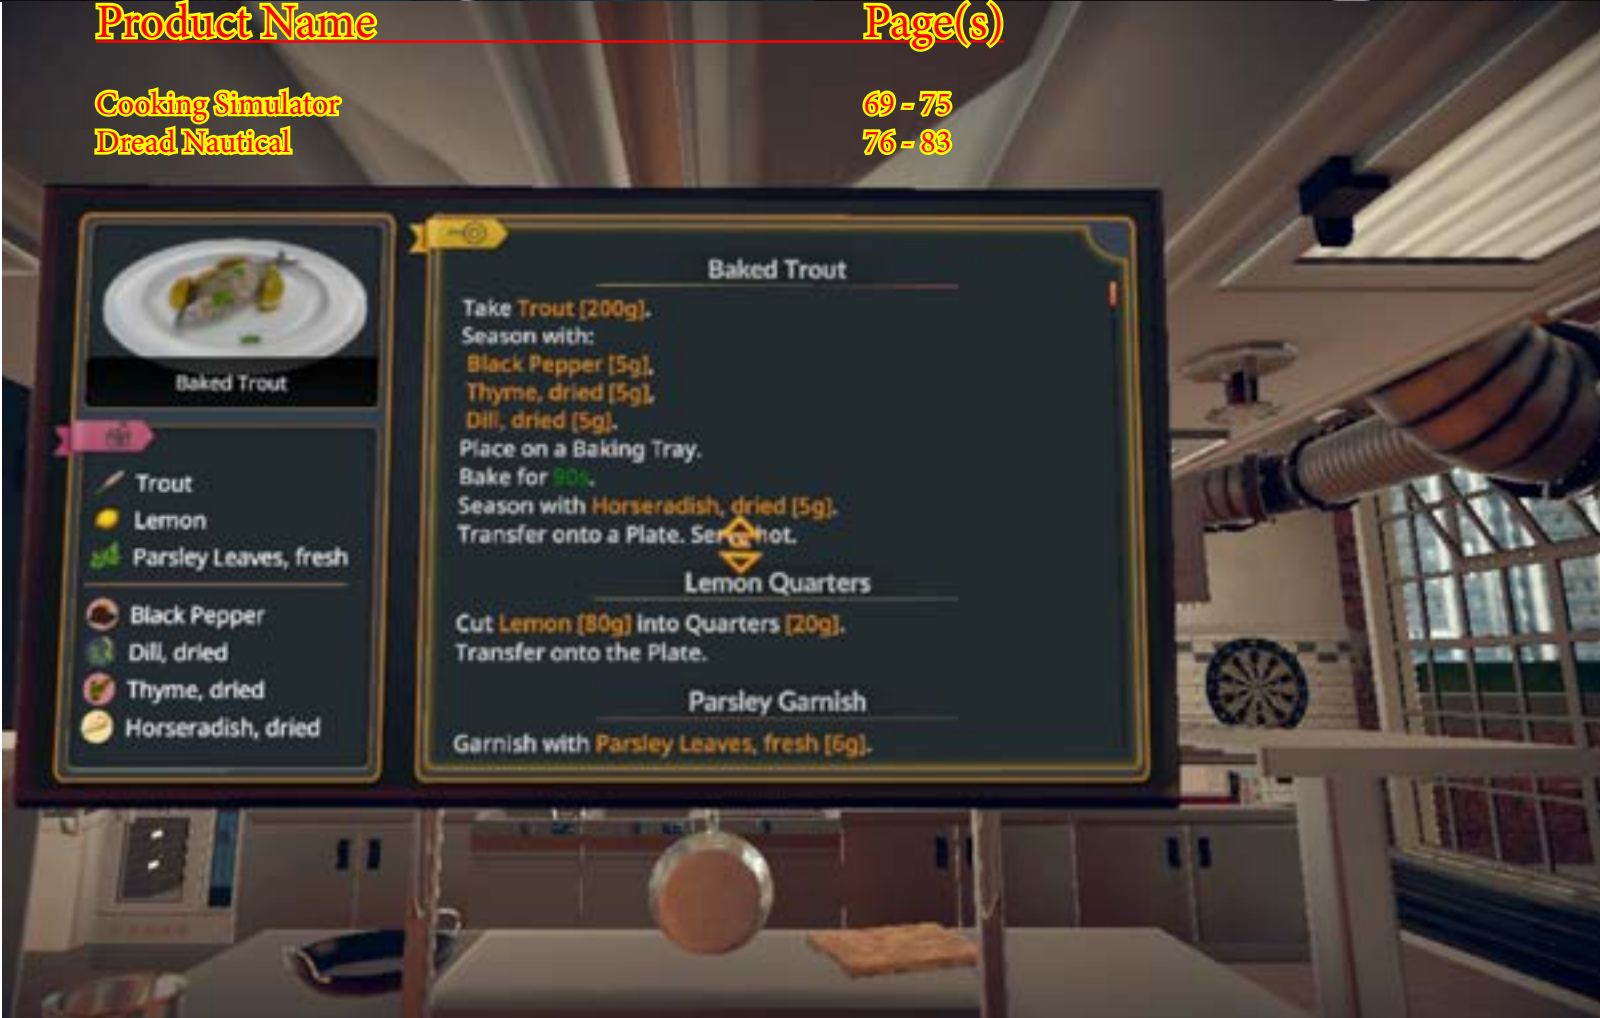 Product Name Page(s)
Cooking Simulator 69 - 75
Dread Nautical 76 - 83
Baked Trout
Trout
Lemon
Parsley Leaves, fresh
Black Pepper
Dill, dried
Thyme, dried
Horseradish, dried
Baked Trout
Take Trout [200g].
Season with:
Black Pepper [5g],
Thyme, dried [5g],
Dill, dried [5g].
Place on a Baking Tray.
Bake for 90s.
Season with Horseradish, dried [5g].
Transfer onto a Plate. Serve hot.
Lemon Quarters
Cut Lemon [80g] into Quarters [20g].
Transfer onto the Plate.
Parsley Garnish
Garnish with Parsley Leaves, fresh [6g].